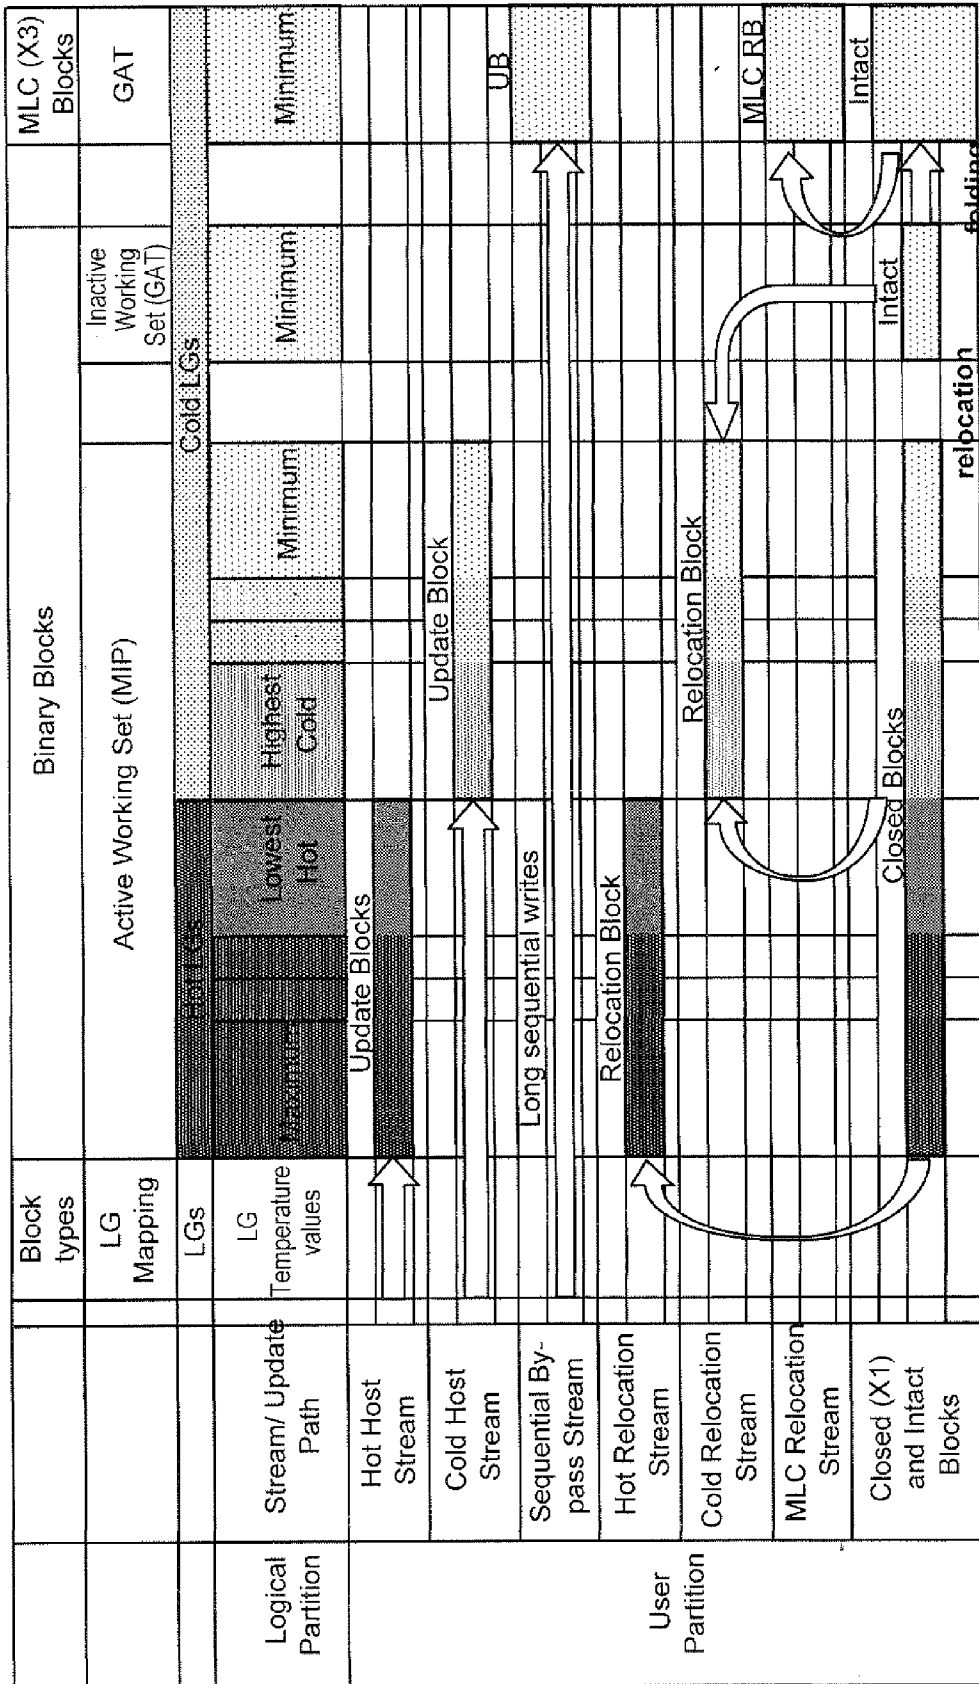 Block types
Binary Blocks
MLC (X3) Blocks
LG Mapping
Active Working Set (MIP)
Inactive Working Set (GAT)
GAT
LGs
Hot LGs
Cold LGs
Logical Partition
Stream/ Update Path
LG Temperature values
Maximum
Lowest Hot
Highest Cold
Minimum
Minimum
Minimum
User Partition
Hot Host Stream
Update Blocks
Cold Host Stream
Update Block
Sequential By-pass Stream
Long sequential writes
UB
Hot Relocation Stream
Relocation Block
Cold Relocation Stream
Relocation Block
MLC Relocation Stream
MLC RB
Closed (X1) and Intact Blocks
Closed Blocks
Intact
Intact
relocation
folding